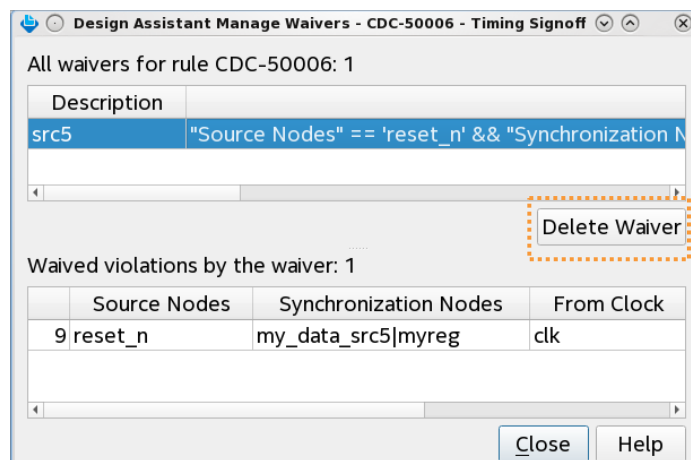 Design Assistant Manage Waivers - CDC-50006 - Timing Signoff
All waivers for rule CDC-50006: 1
Description
src5 "Source Nodes" == 'reset_n' && "Synchronization N
Delete Waiver
Waived violations by the waiver: 1
Source Nodes Synchronization Nodes From Clock
9 reset_n my_data_src5|myreg clk
Close Help